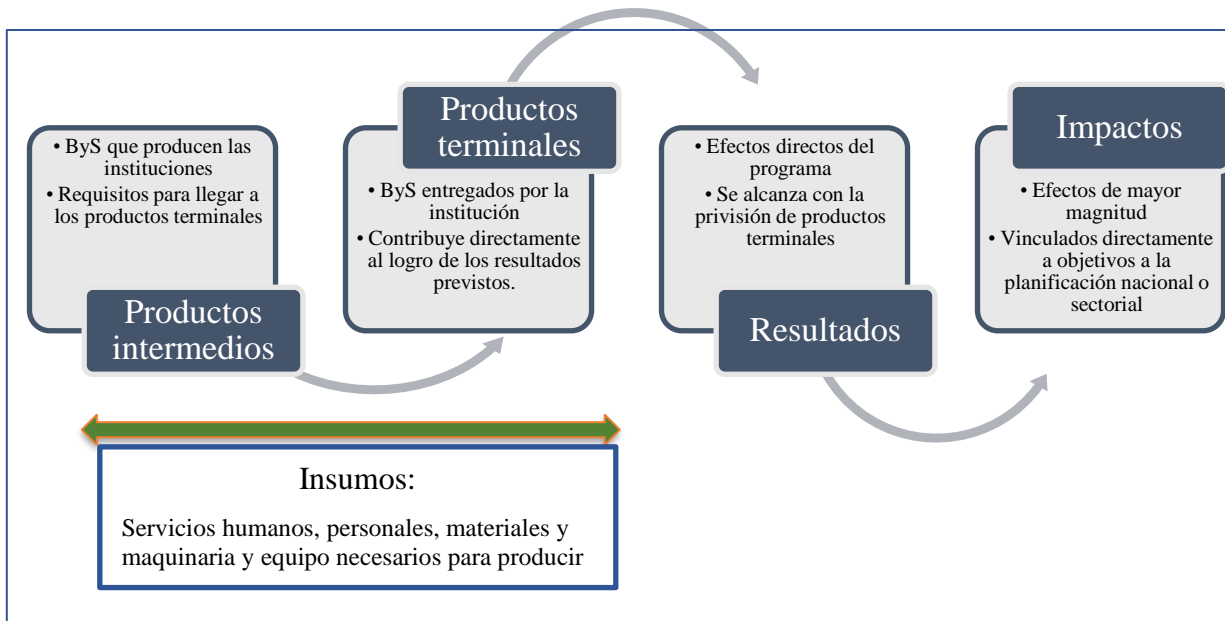 • ByS que producen las
instituciones
• Requisitos para llegar a
los productos terminales
Productos
intermedios
Productos
terminales
• ByS entregados por la
institución
• Contribuye directamente
al logro de los resultados
previstos.
• Efectos directos del
programa
• Se alcanza con la
privisión de productos
terminales
Resultados
Impactos
• Efectos de mayor
magnitud
• Vinculados directamente
a objetivos a la
planificación nacional o
sectorial
Insumos:
Servicios humanos, personales, materiales y
maquinaria y equipo necesarios para producir